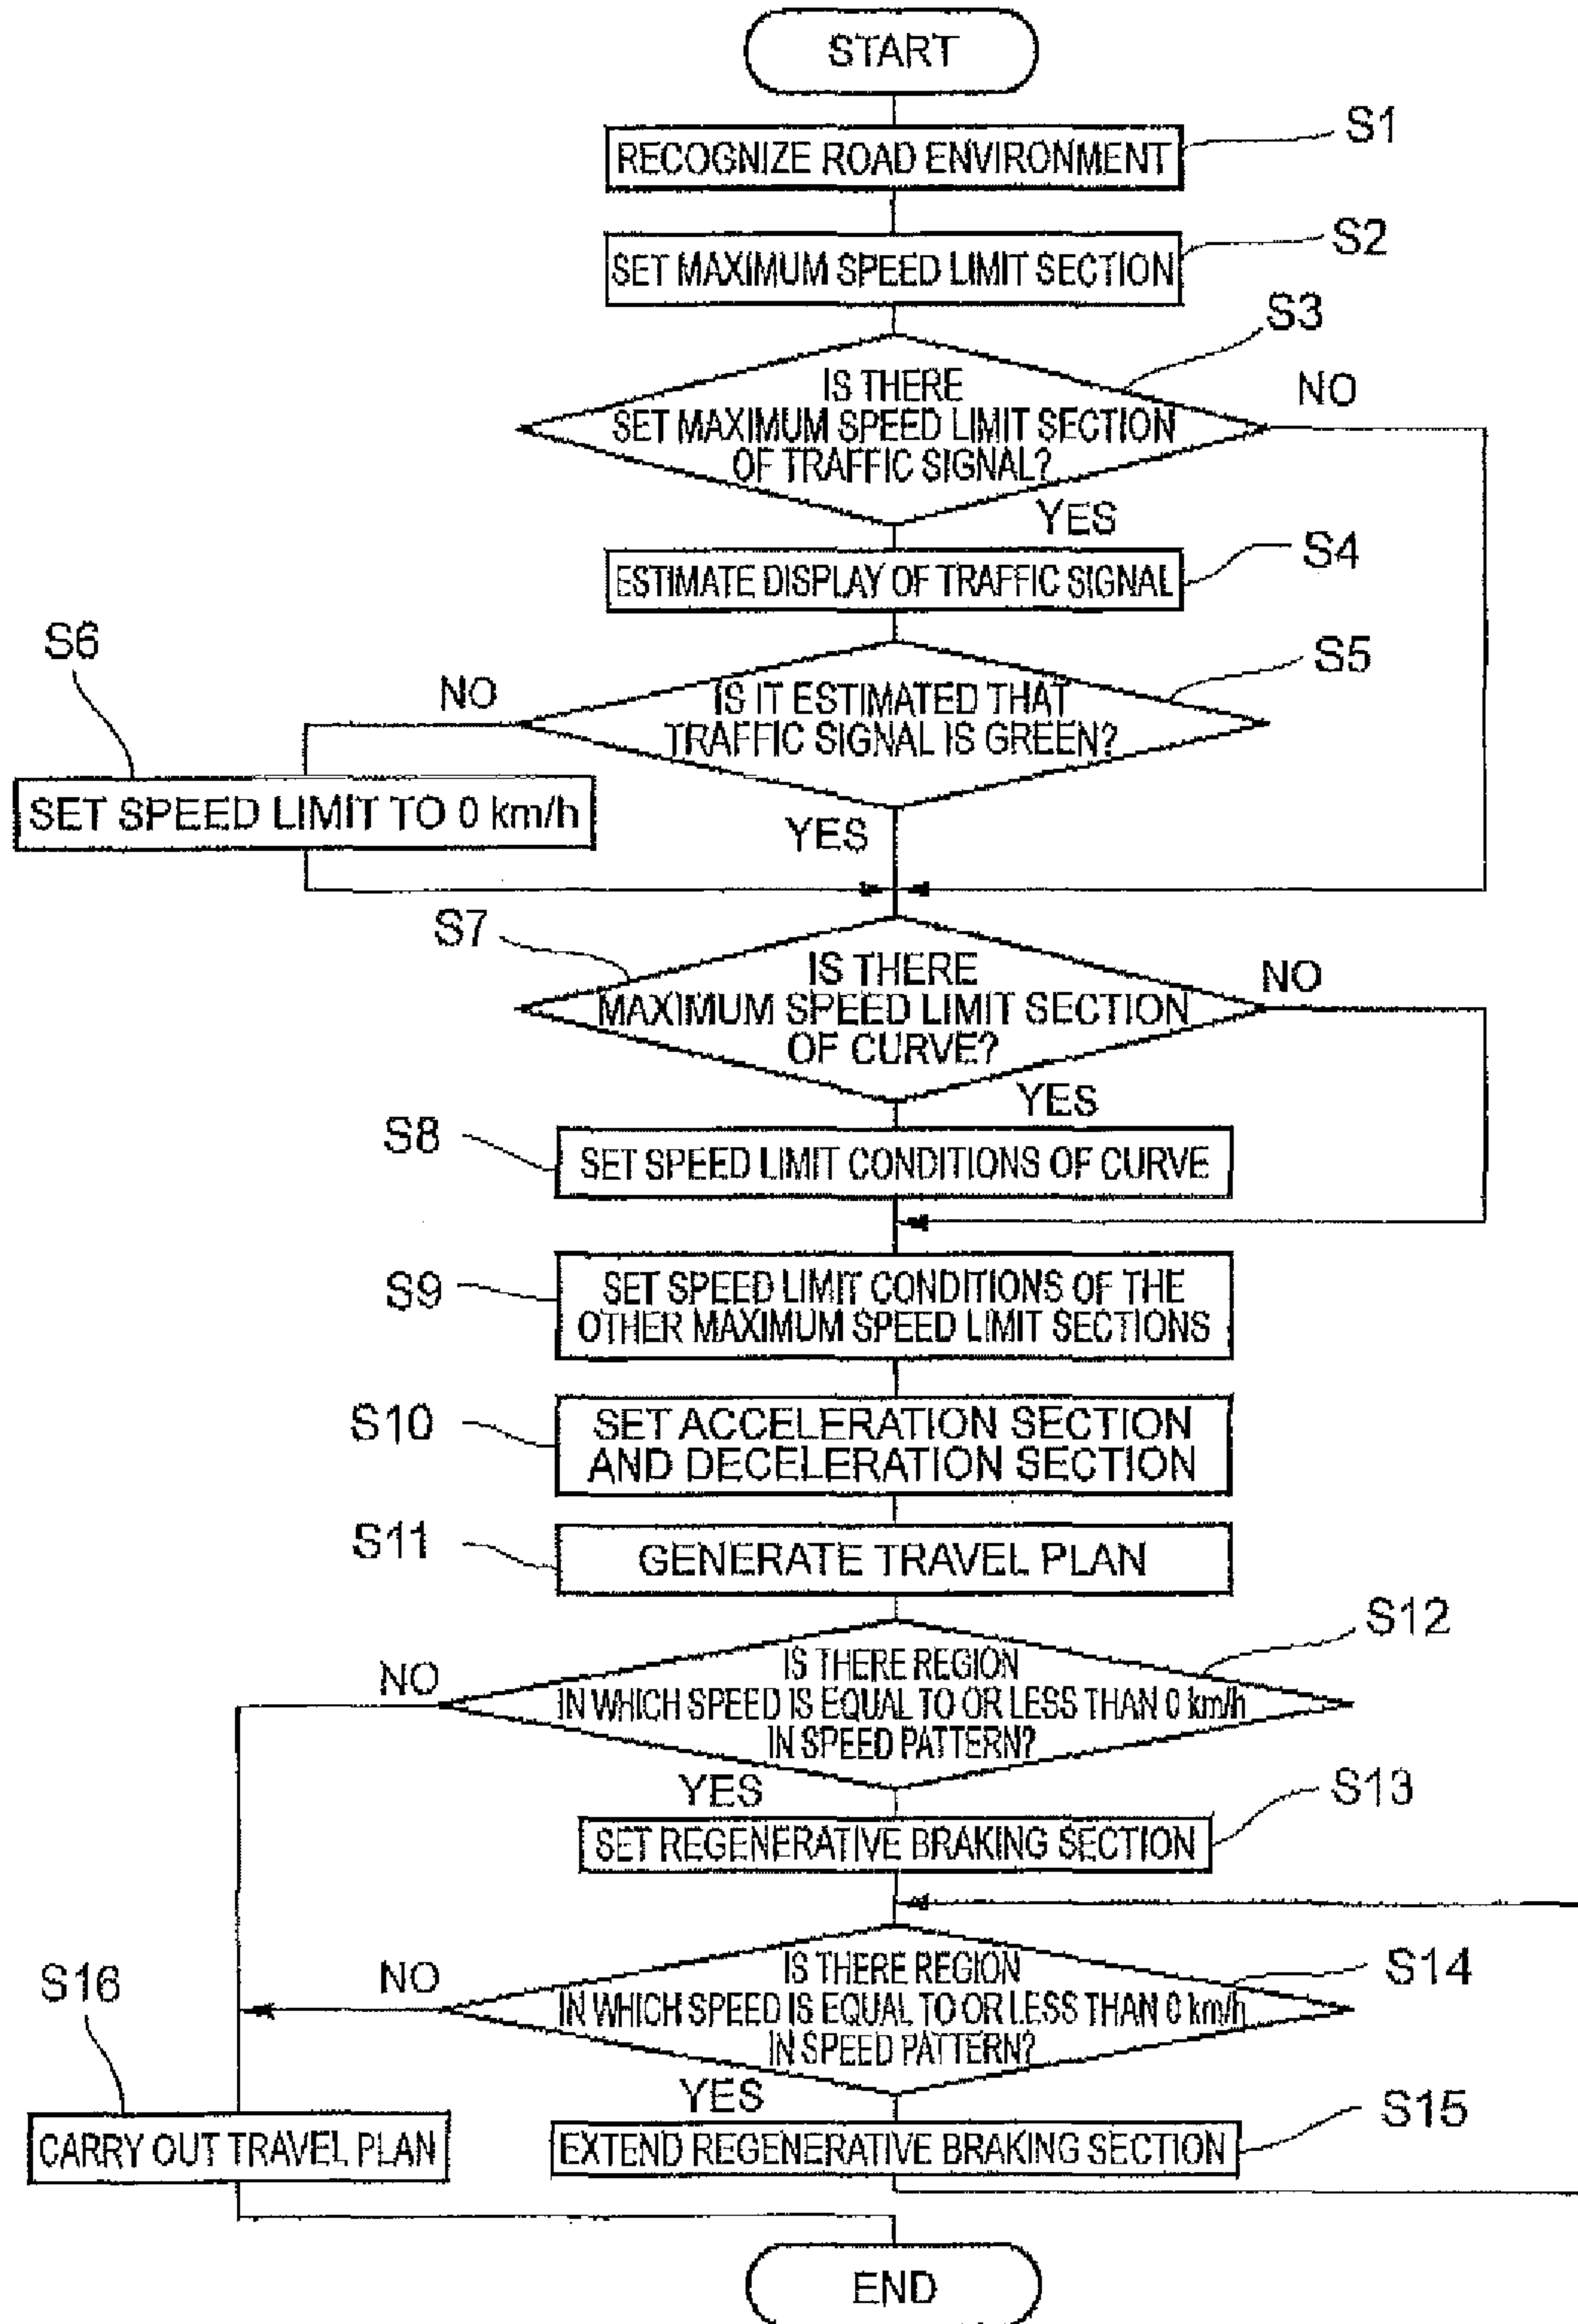 START
S1
RECOGNIZE ROAD ENVIRONMENT
S2
SET MAXIMUM SPEED LIMIT SECTION
S3
IS THERE
SET MAXIMUM SPEED LIMIT SECTION
OF TRAFFIC SIGNAL?
NO
YES
S4
ESTIMATE DISPLAY OF TRAFFIC SIGNAL
S5
IS IT ESTIMATED THAT
TRAFFIC SIGNAL IS GREEN?
NO
S6
SET SPEED LIMIT TO 0 km/h
YES
S7
IS THERE
MAXIMUM SPEED LIMIT SECTION
OF CURVE?
NO
YES
S8
SET SPEED LIMIT CONDITIONS OF CURVE
S9
SET SPEED LIMIT CONDITIONS OF THE
OTHER MAXIMUM SPEED LIMIT SECTIONS
S10
SET ACCELERATION SECTION
AND DECELERATION SECTION
S11
GENERATE TRAVEL PLAN
S12
IS THERE REGION
IN WHICH SPEED IS EQUAL TO OR LESS THAN 0 km/h
IN SPEED PATTERN?
NO
YES
S13
SET REGENERATIVE BRAKING SECTION
S14
IS THERE REGION
IN WHICH SPEED IS EQUAL TO OR LESS THAN 0 km/h
IN SPEED PATTERN?
NO
S16
YES
S15
CARRY OUT TRAVEL PLAN
EXTEND REGENERATIVE BRAKING SECTION
END